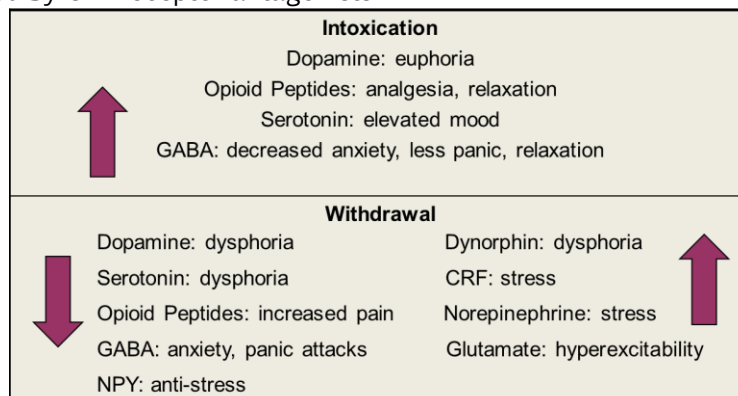 Intoxication
Dopamine: euphoria
Opioid Peptides: analgesia, relaxation
Serotonin: elevated mood
GABA: decreased anxiety, less panic, relaxation
Withdrawal
Dopamine: dysphoria
Serotonin: dysphoria
Opioid Peptides: increased pain
GABA: anxiety, panic attacks
NPY: anti-stress
Dynorphin: dysphoria
CRF: stress
Norepinephrine: stress
Glutamate: hyperexcitability